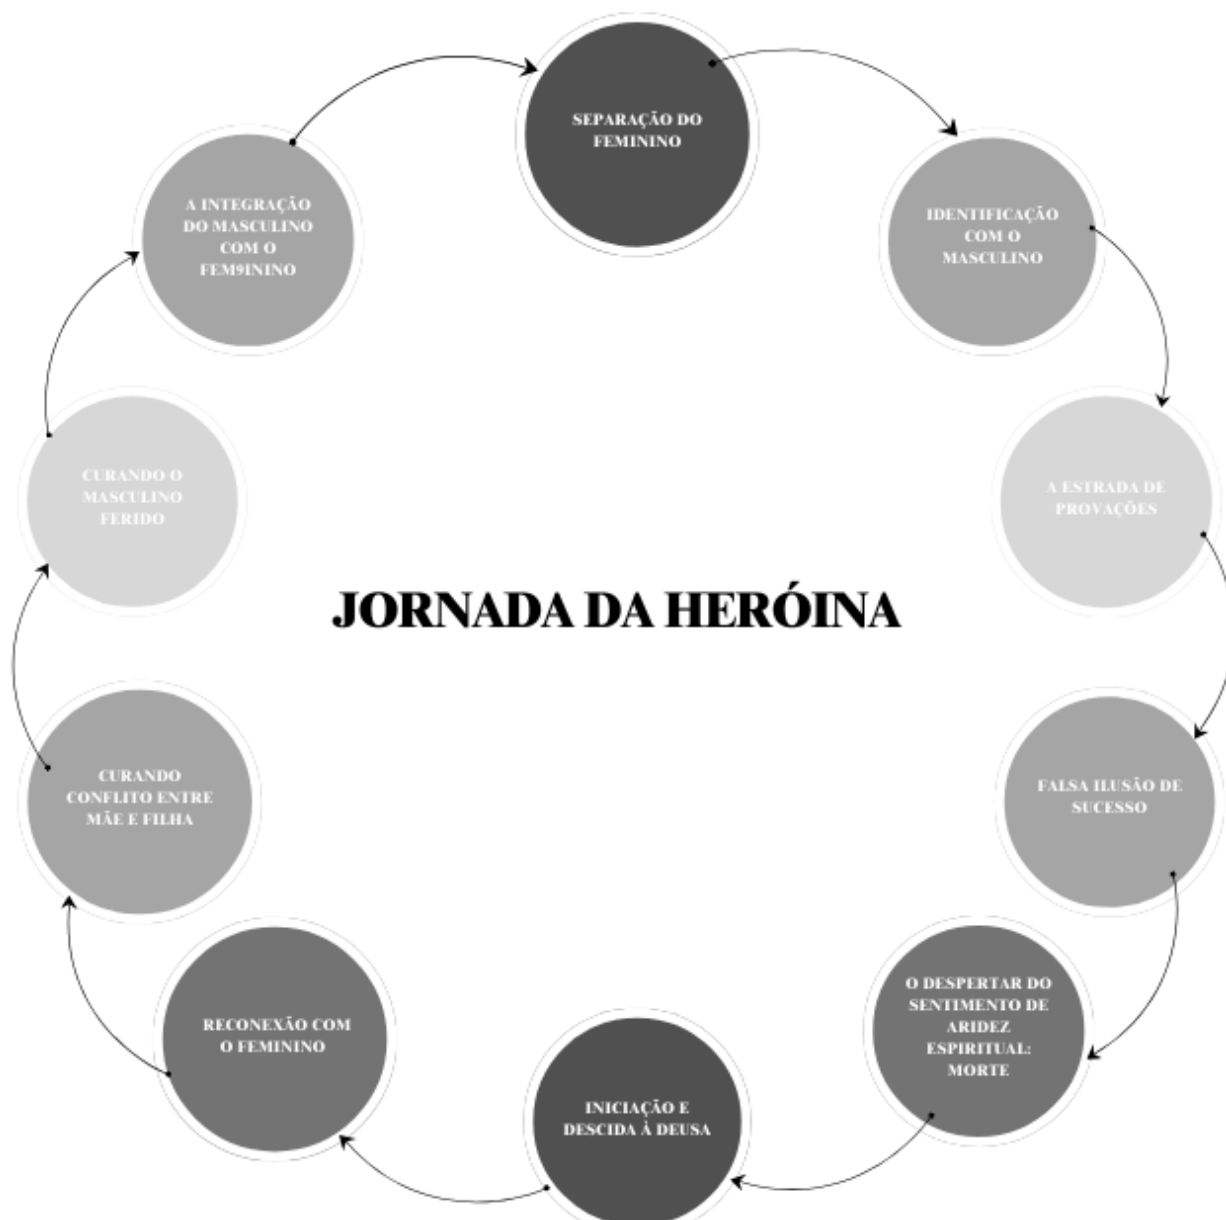 SEPARAÇÃO DO
FEMININO
IDENTIFICAÇÃO
COM O
MASCULINO
A ESTRADA DE
PROVAÇÕES
FALSA ILUSÃO DE
SUCESSO
O DESPERTAR DO
SENTIMENTO DE
ARIDEZ
ESPIRITUAL:
MORTE
INICIAÇÃO E
DESCIDA À DEUSA
RECONEXÃO COM
O FEMININO
CURANDO
CONFLITO ENTRE
MÃE E FILHA
CURANDO O
MASCULINO
FERIDO
A INTEGRAÇÃO
DO MASCULINO
COM O
FEM9ININO
JORNADA DA HERÓINA